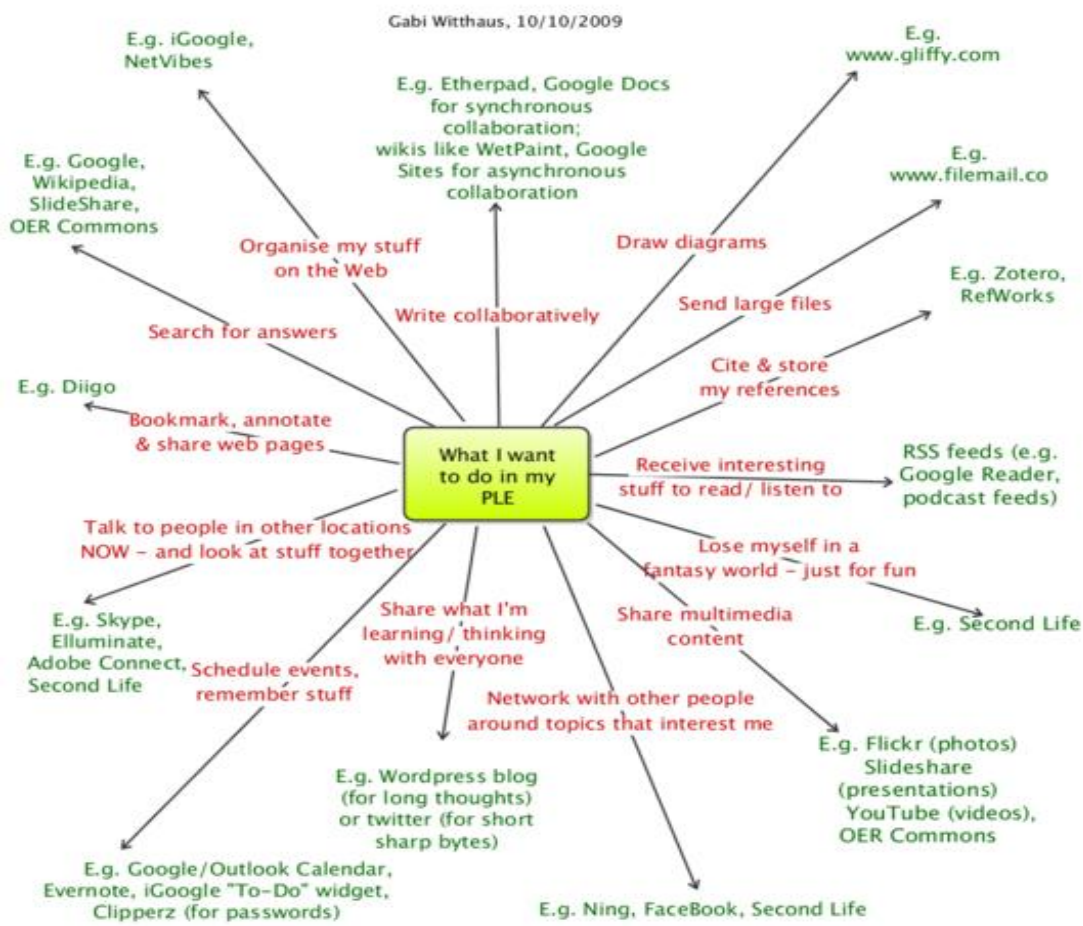 Gabi Witthaus, 10/10/2009
E.g. iGoogle,
NetVibes
E.g. Etherpad, Google Docs
for synchronous
collaboration;
wikis like WetPaint, Google
Sites for asynchronous
collaboration
E.g.
www.gliffy.com
E.g. Google,
Wikipedia,
SlideShare,
OER Commons
E.g.
www.filemail.co
Organise my stuff
on the Web
Draw diagrams
Write collaboratively
Send large files
E.g. Zotero,
RefWorks
Search for answers
Cite & store
my references
E.g. Diigo
Bookmark, annotate
& share web pages
What I want
to do in my
PLE
Receive interesting
stuff to read/ listen to
RSS feeds (e.g.
Google Reader,
podcast feeds)
Talk to people in other locations
NOW - and look at stuff together
Lose myself in a
fantasy world - just for fun
E.g. Skype,
Elluminate,
Adobe Connect,
Second Life
Share what I'm
learning/ thinking
with everyone
Share multimedia
content
E.g. Second Life
Schedule events,
remember stuff
Network with other people
around topics that interest me
E.g. Flickr (photos)
Slideshare
(presentations)
YouTube (videos),
OER Commons
E.g. Wordpress blog
(for long thoughts)
or twitter (for short
sharp bytes)
E.g. Google/Outlook Calendar,
Evernote, iGoogle "To-Do" widget,
Clipperz (for passwords)
E.g. Ning, FaceBook, Second Life